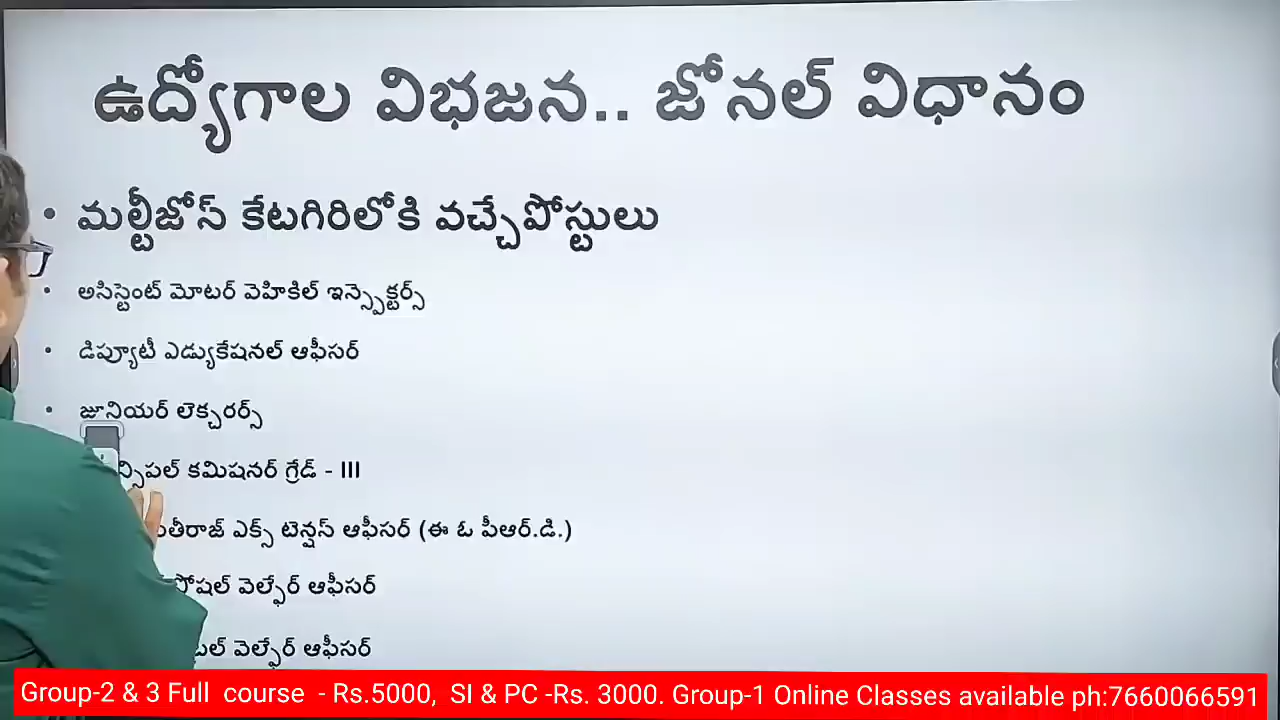 ఉద్యోగాల విభజన.. జోనల్ విధానం
• మల్టీజోస్ కేటగిరిలోకి వచ్చేపోస్టులు
• అసిస్టెంట్ మోటర్ వెహికిల్ ఇన్స్పెక్టర్స్
• డిప్యూటీ ఎడ్యుకేషనల్ ఆఫీసర్
• జూనియర్ లెక్చరర్స్
కమిషనర్ గ్రేడ్ - III
ఎక్స్ టెన్షస్ ఆఫీసర్ (ఈ ఓ పీఆర్.డి.)
వెల్ఫేర్ ఆఫీసర్
వెల్ఫేర్ ఆఫీసర్
Group-2 & 3 Full course - Rs.5000, SI & PC -Rs. 3000. Group-1 Online Classes available ph:7660066591